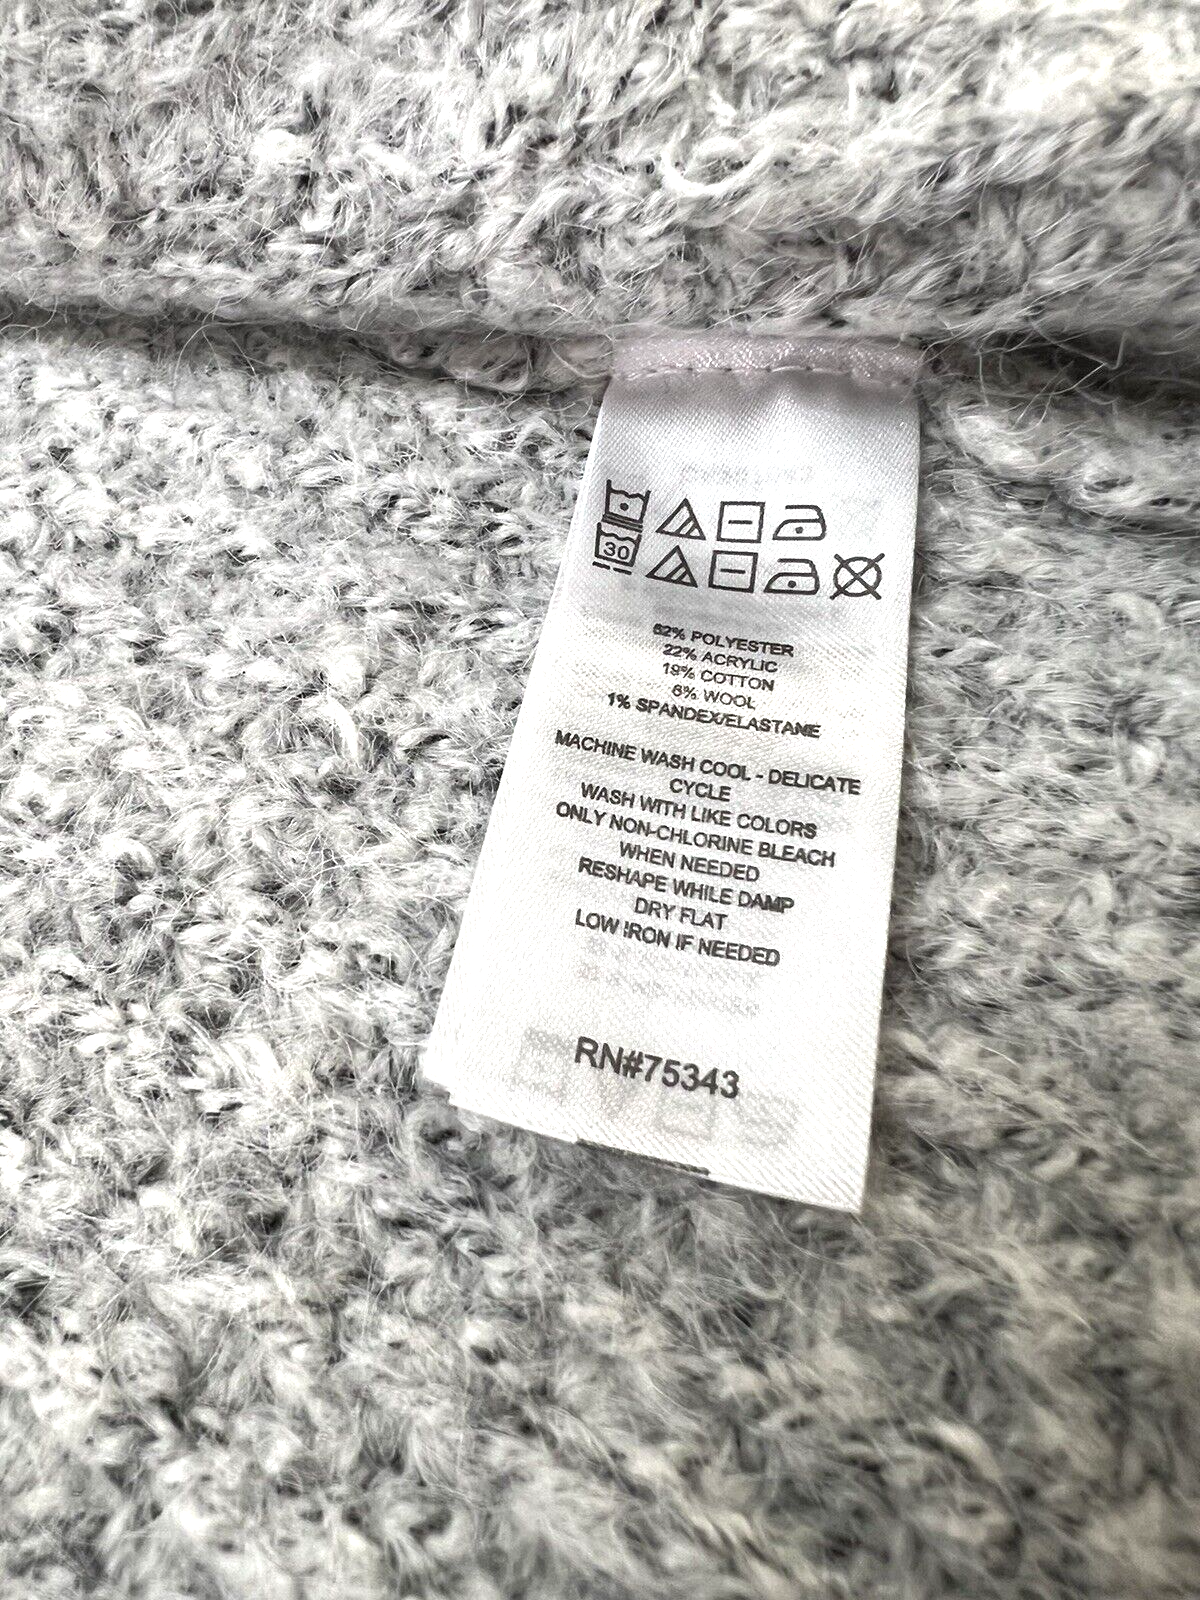 30
52% POLYESTER
22% ACRYLIC
19% COTTON
6% WOOL
1% SPANDEX/ELASTANE
MACHINE WASH COOL - DELICATE
CYCLE
WASH WITH LIKE COLORS
ONLY NON-CHLORINE BLEACH
WHEN NEEDED
RESHAPE WHILE DAMP
DRY FLAT
LOW IRON IF NEEDED
RN#75343